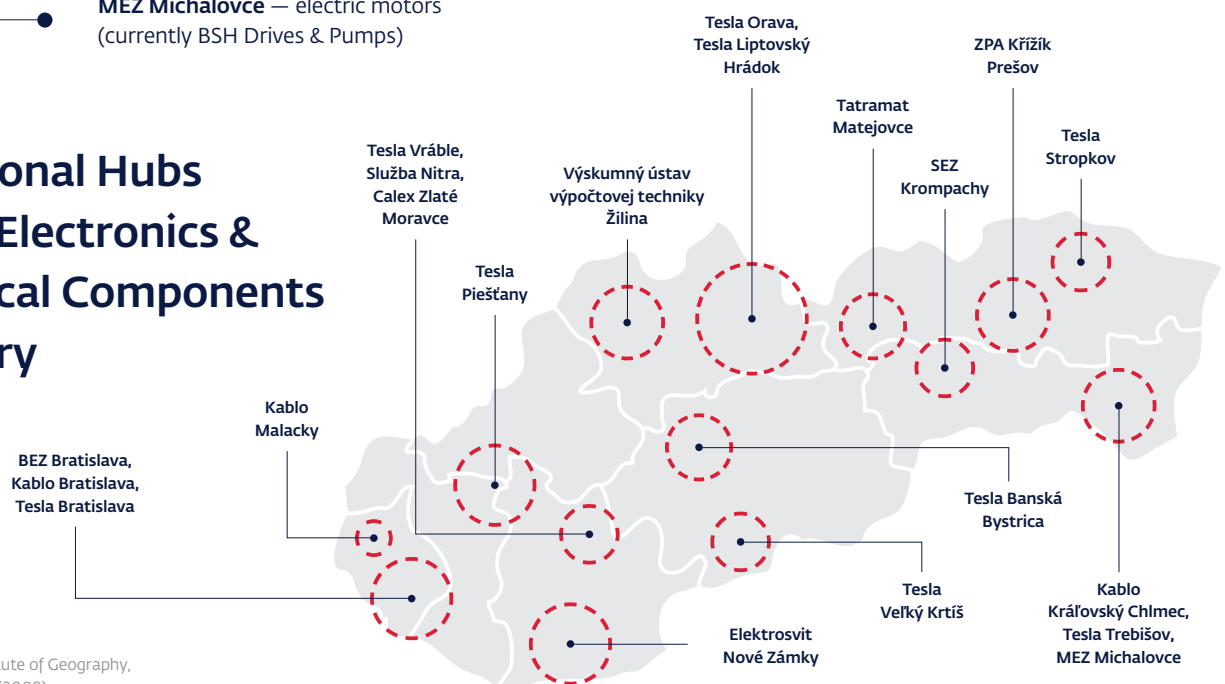 MEZ Michalovce — electric motors
(currently BSH Drives & Pumps)
onal Hubs
Electronics &
cal Components
ry
Tesla Orava,
Tesla Liptovský
Hrádok
ZPA Křížík
Prešov
Tatramat
Matejovce
Tesla
Stropkov
SEZ
Krompachy
Tesla Vráble,
Služba Nitra,
Calex Zlaté
Moravce
Výskumný ústav
výpočtovej techniky
Žilina
Tesla
Piešťany
Kablo
Malacky
BEZ Bratislava,
Kablo Bratislava,
Tesla Bratislava
Tesla Banská
Bystrica
Tesla
Veľký Krtíš
Kablo
Kráľovský Chlmec,
Tesla Trebišov,
MEZ Michalovce
Elektrosvit
Nové Zámky
ute of Geography,